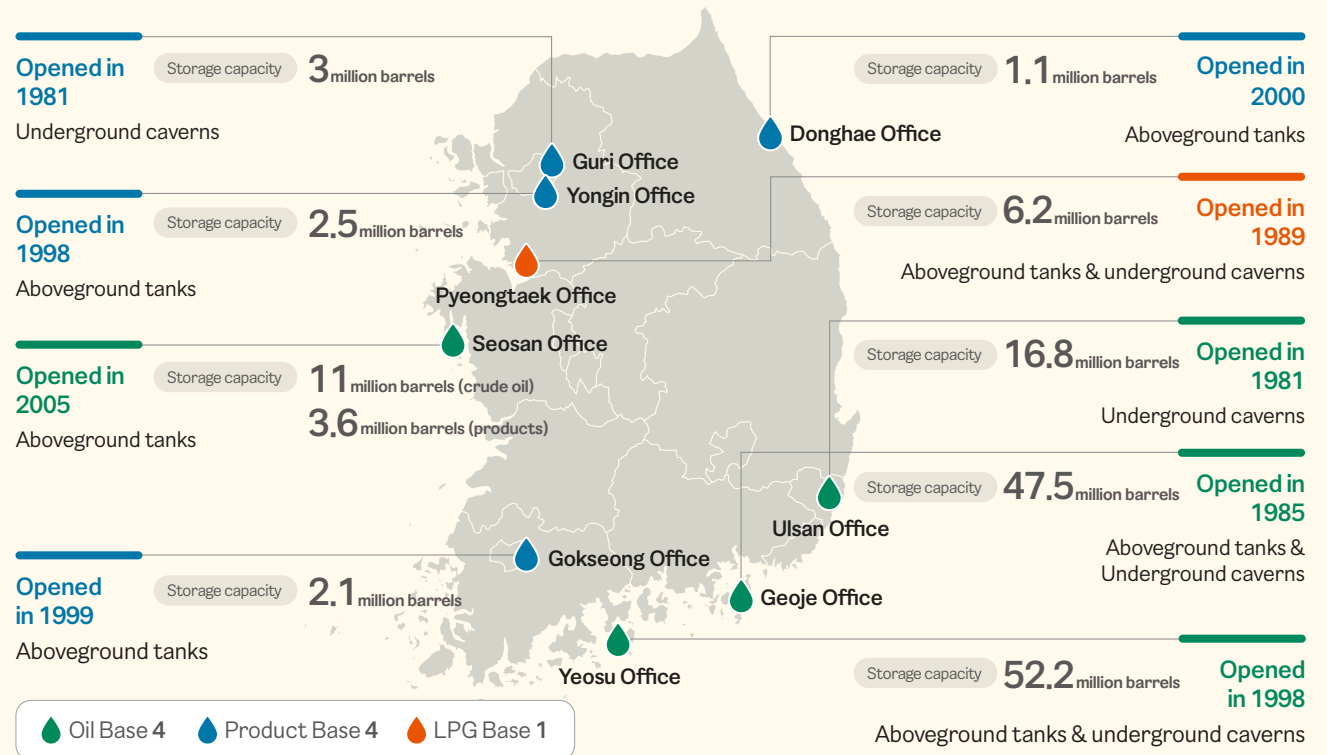 Opened in
1981
Storage capacity 3 million barrels
Underground caverns
Guri Office
Opened in
1998
Storage capacity 2.5 million barrels
Aboveground tanks
Yongin Office
Opened in
2005
Storage capacity 11 million barrels (crude oil)
3.6 million barrels (products)
Aboveground tanks
Seosan Office
Opened
in 1999
Storage capacity 2.1 million barrels
Aboveground tanks
Gokseong Office
Storage capacity 1.1 million barrels
Opened in
2000
Aboveground tanks
Donghae Office
Storage capacity 6.2 million barrels
Opened in
1989
Aboveground tanks & underground caverns
Pyeongtaek Office
Storage capacity 16.8 million barrels
Opened in
1981
Underground caverns
Ulsan Office
Storage capacity 47.5 million barrels
Opened in
1985
Aboveground tanks &
Underground caverns
Geoje Office
Storage capacity 52.2 million barrels
Opened
in 1998
Aboveground tanks & underground caverns
Yeosu Office
Oil Base 4 Product Base 4 LPG Base 1